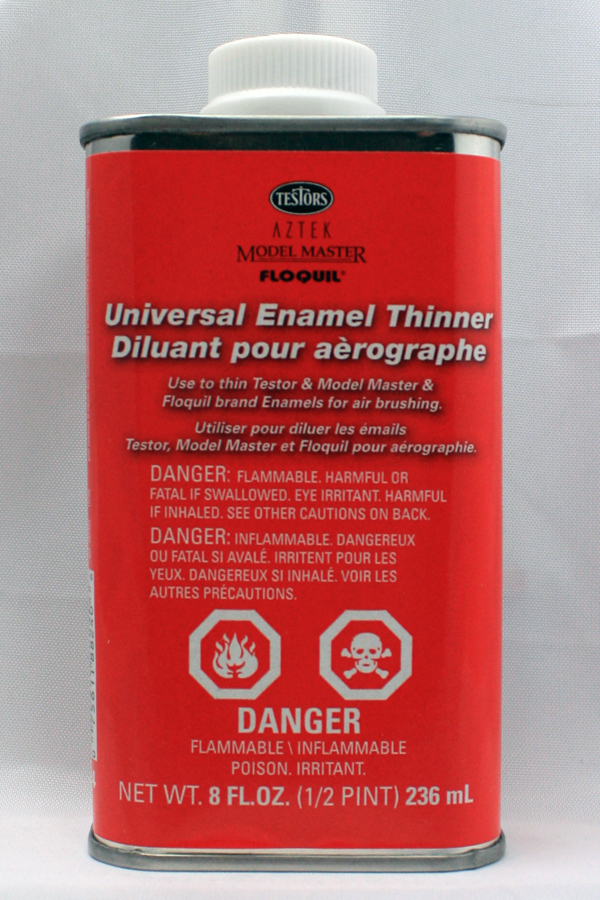 TESTORS
AZTEK
MODEL MASTER
FLOQUIL®
Universal Enamel Thinner
Diluant pour aèrographe
Use to thin Testor & Model Master &
Floquil brand Enamels for air brushing.
Utiliser pour diluer les émails
Testor, Model Master et Floquil pour aérographie.
DANGER: FLAMMABLE. HARMFUL OR
FATAL IF SWALLOWED. EYE IRRITANT. HARMFUL
IF INHALED. SEE OTHER CAUTIONS ON BACK.
DANGER: INFLAMMABLE. DANGEREUX
OU FATAL SI AVALÉ. IRRITENT POUR LES
YEUX. DANGEREUX SI INHALÉ. VOIR LES
AUTRES PRÉCAUTIONS.
DANGER
FLAMMABLE \ INFLAMMABLE
POISON. IRRITANT.
NET WT. 8 FL.OZ. (1/2 PINT) 236 mL